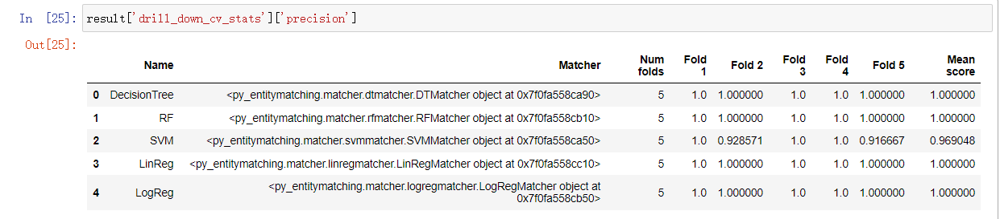 In [25]: result['drill_down_cv_stats']['precision']
Out[25]:
Name Matcher Num folds Fold 1 Fold 2 Fold 3 Fold 4 Fold 5 Mean score
0 DecisionTree <py_entitymatching.matcher.dtmatcher.DTMatcher object at 0x7f0fa558ca90> 5 1.0 1.000000 1.0 1.0 1.000000 1.000000
1 RF <py_entitymatching.matcher.rfmatcher.RFMatcher object at 0x7f0fa558cb10> 5 1.0 1.000000 1.0 1.0 1.000000 1.000000
2 SVM <py_entitymatching.matcher.svmmatcher.SVMMatcher object at 0x7f0fa558ca50> 5 1.0 0.928571 1.0 1.0 0.916667 0.969048
3 LinReg <py_entitymatching.matcher.linregmatcher.LinRegMatcher object at 0x7f0fa558cc10> 5 1.0 1.000000 1.0 1.0 1.000000 1.000000
4 LogReg <py_entitymatching.matcher.logregmatcher.LogRegMatcher object at 0x7f0fa558cb50> 5 1.0 1.000000 1.0 1.0 1.000000 1.000000